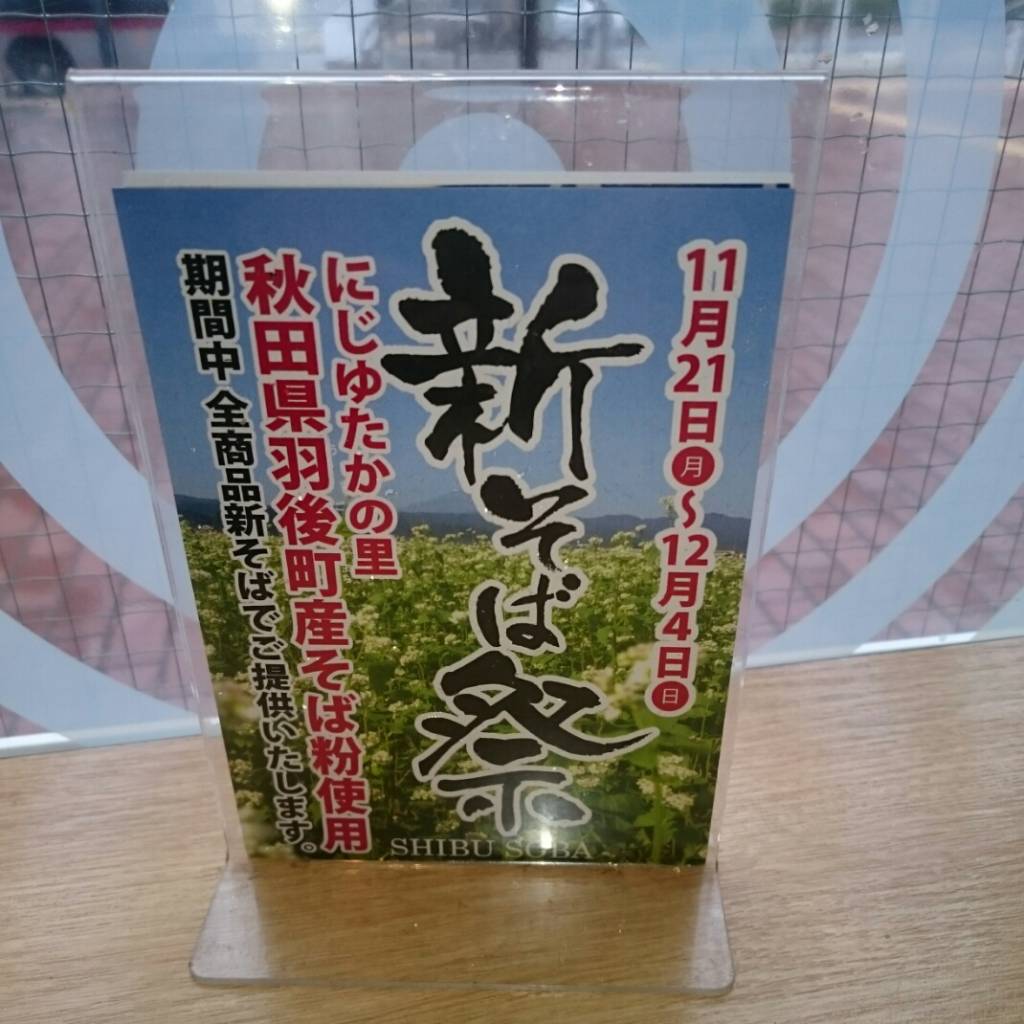 11月21日(月)～12月4日(日)
新そば祭
にじゆたかの里
秋田県羽後町産そば粉使用
期間中 全商品新そばでご提供いたします。
SHIBU SOBA